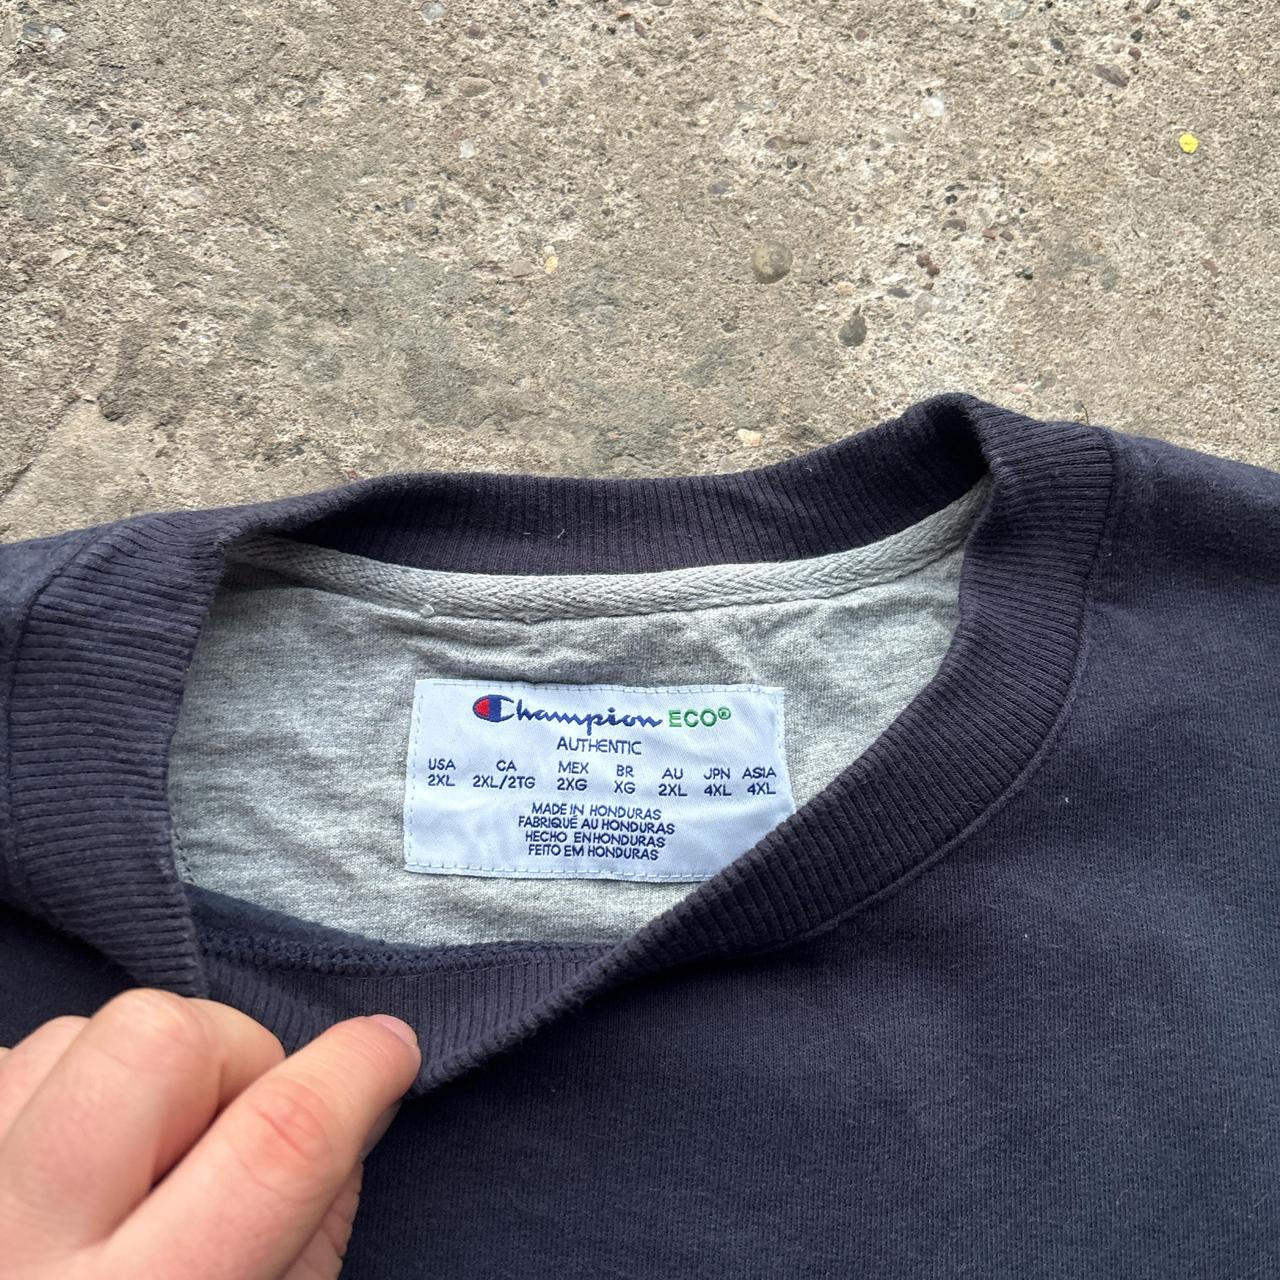 Champion ECO®
AUTHENTIC
USA CA MEX BR AU JPN ASIA
2XL 2XL/2TG 2XG XG 2XL 4XL 4XL
MADE IN HONDURAS
FABRIQUÉ AU HONDURAS
HECHO EN HONDURAS
FEITO EM HONDURAS